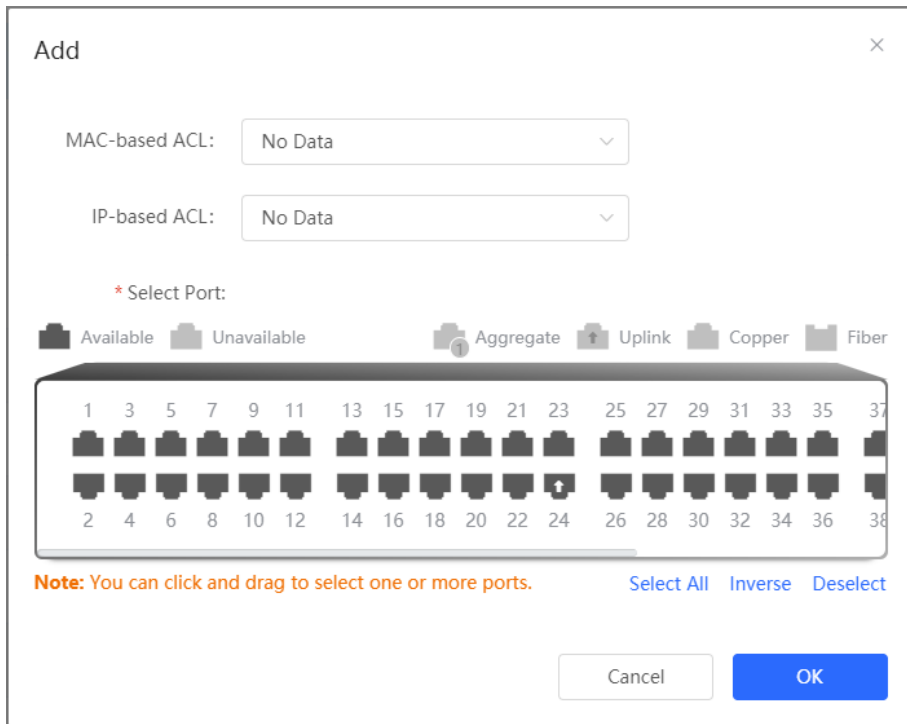 Add
MAC-based ACL: No Data
IP-based ACL: No Data
* Select Port:
Available Unavailable Aggregate Uplink Copper Fiber
1
1 3 5 7 9 11 13 15 17 19 21 23 25 27 29 31 33 35 37
2 4 6 8 10 12 14 16 18 20 22 24 26 28 30 32 34 36 38
Note: You can click and drag to select one or more ports. Select All Inverse Deselect
Cancel OK